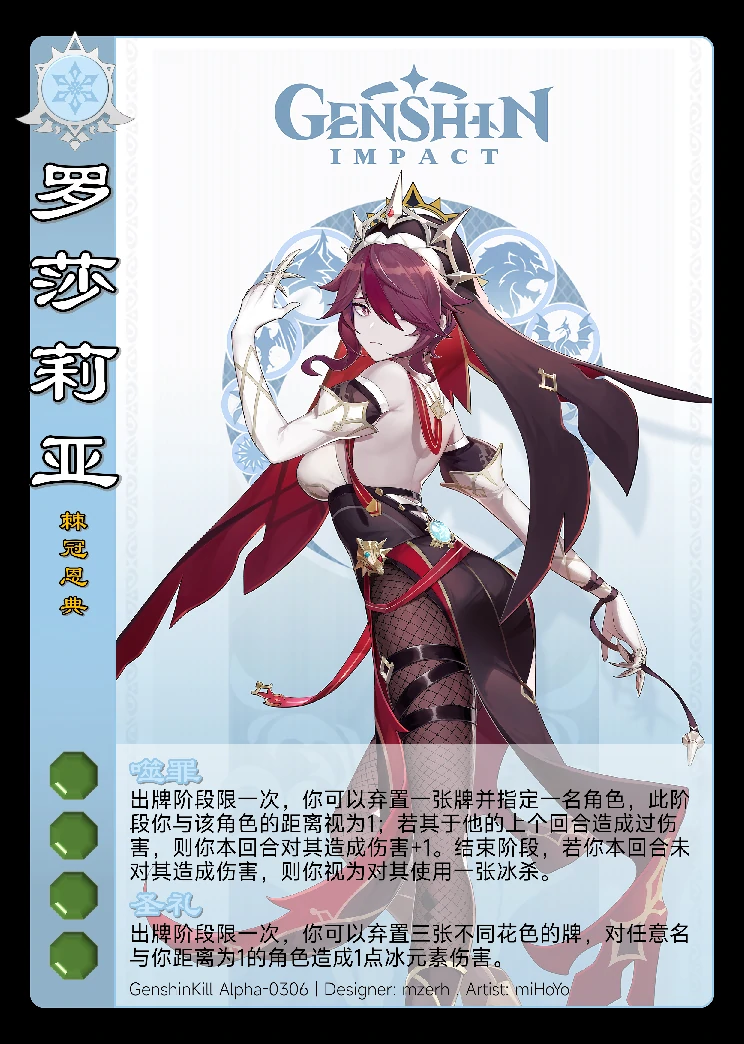 GENSHIN
IMPACT
罗莎莉亚
棘冠恩典
噬罪
出牌阶段限一次，你可以弃置一张牌并指定一名角色，此阶
段你与该角色的距离视为1；若其于他的上个回合造成过伤
害，则你本回合对其造成伤害+1。结束阶段，若你本回合未
对其造成伤害，则你视为对其使用一张冰杀。
圣礼
出牌阶段限一次，你可以弃置三张不同花色的牌，对任意名
与你距离为1的角色造成1点冰元素伤害。
GenshinKill Alpha-0306 | Designer: mzerh . Artist: miHoYo